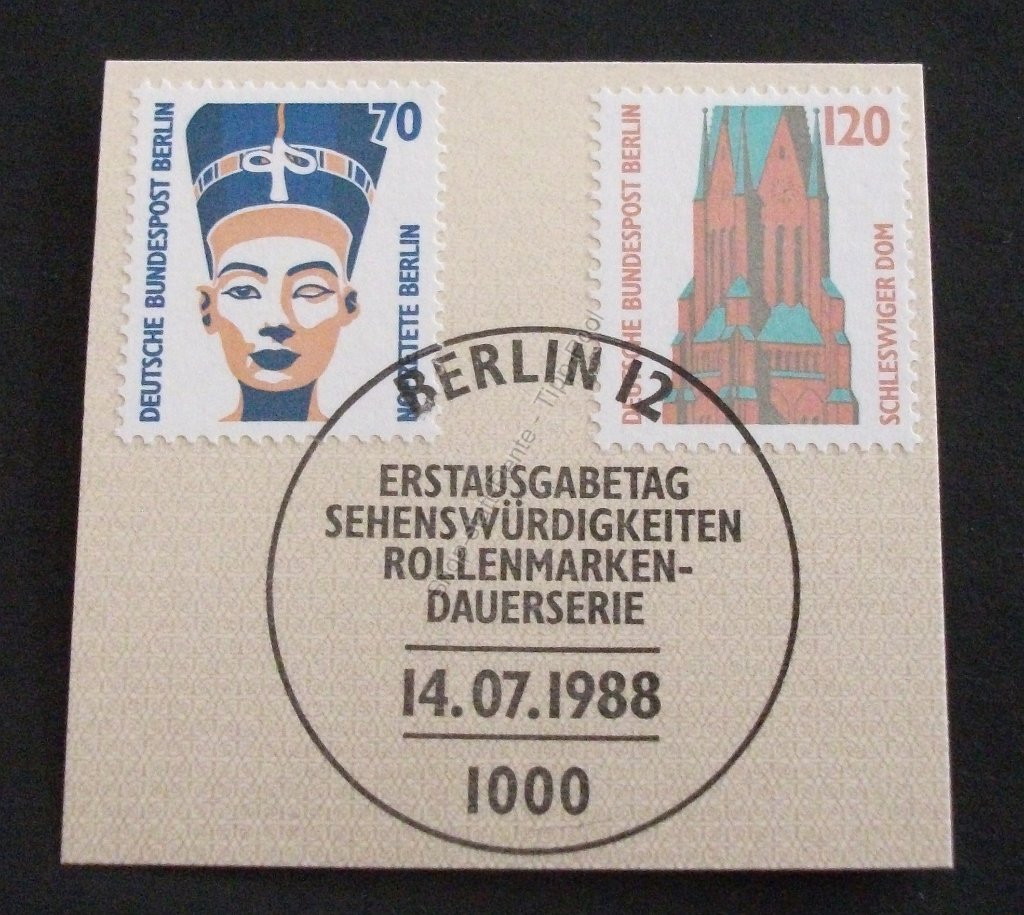 DEUTSCHE BUNDESPOST BERLIN
70
NOFRETETE BERLIN
DEUTSCHE BUNDESPOST BERLIN
120
SCHLESWIGER DOM
BERLIN 12
ERSTAUSGABETAG
SEHENSWÜRDIGKEITEN
ROLLENMARKEN-
DAUERSERIE
14.07.1988
1000